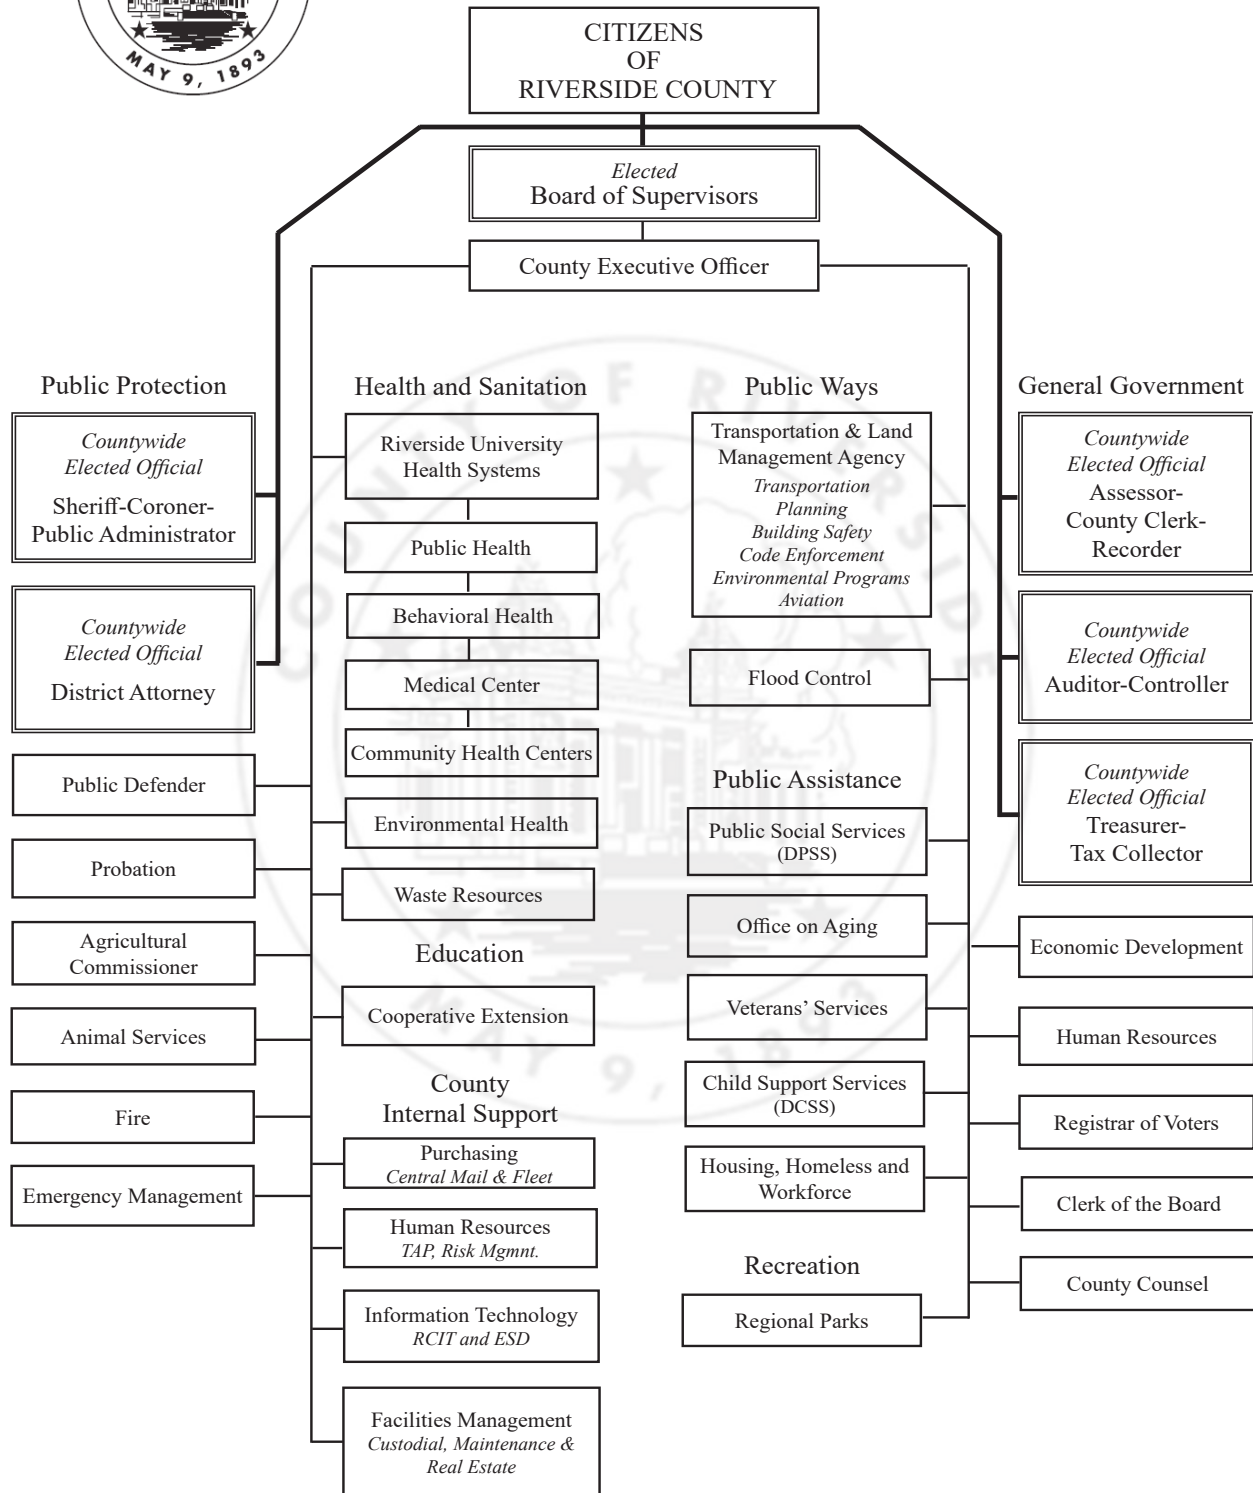 MAY 9, 1893
CITIZENS
OF
RIVERSIDE COUNTY
Elected
Board of Supervisors
County Executive Officer
Public Protection
Countywide
Elected Official
Sheriff-Coroner-
Public Administrator
Countywide
Elected Official
District Attorney
Public Defender
Probation
Agricultural
Commissioner
Animal Services
Fire
Emergency Management
Health and Sanitation
Riverside University
Health Systems
Public Health
Behavioral Health
Medical Center
Community Health Centers
Environmental Health
Waste Resources
Education
Cooperative Extension
County
Internal Support
Purchasing
Central Mail & Fleet
Human Resources
TAP, Risk Mgmnt.
Information Technology
RCIT and ESD
Facilities Management
Custodial, Maintenance &
Real Estate
Public Ways
Transportation & Land
Management Agency
Transportation
Planning
Building Safety
Code Enforcement
Environmental Programs
Aviation
Flood Control
Public Assistance
Public Social Services
(DPSS)
Office on Aging
Veterans’ Services
Child Support Services
(DCSS)
Housing, Homeless and
Workforce
Recreation
Regional Parks
General Government
Countywide
Elected Official
Assessor-
County Clerk-
Recorder
Countywide
Elected Official
Auditor-Controller
Countywide
Elected Official
Treasurer-
Tax Collector
Economic Development
Human Resources
Registrar of Voters
Clerk of the Board
County Counsel
COUNTY OF RIVERSIDE
MAY 9, 1893